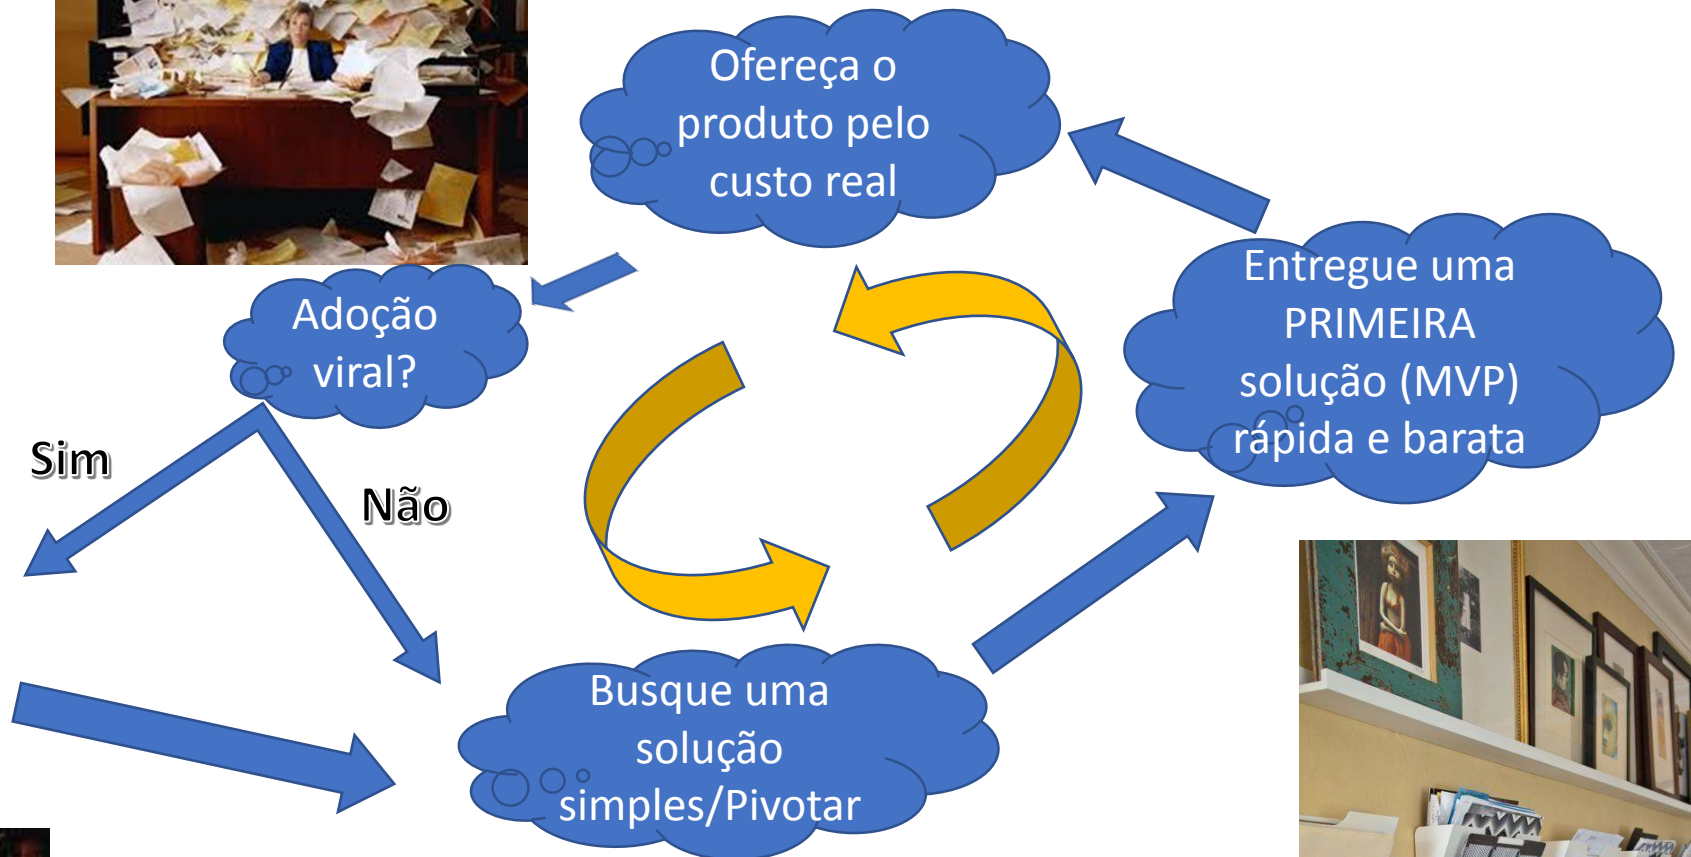 Ofereça o
produto pelo
custo real
Entregue uma
PRIMEIRA
solução (MVP)
rápida e barata
Adoção
viral?
Sim
Não
Busque uma
solução
simples/Pivotar